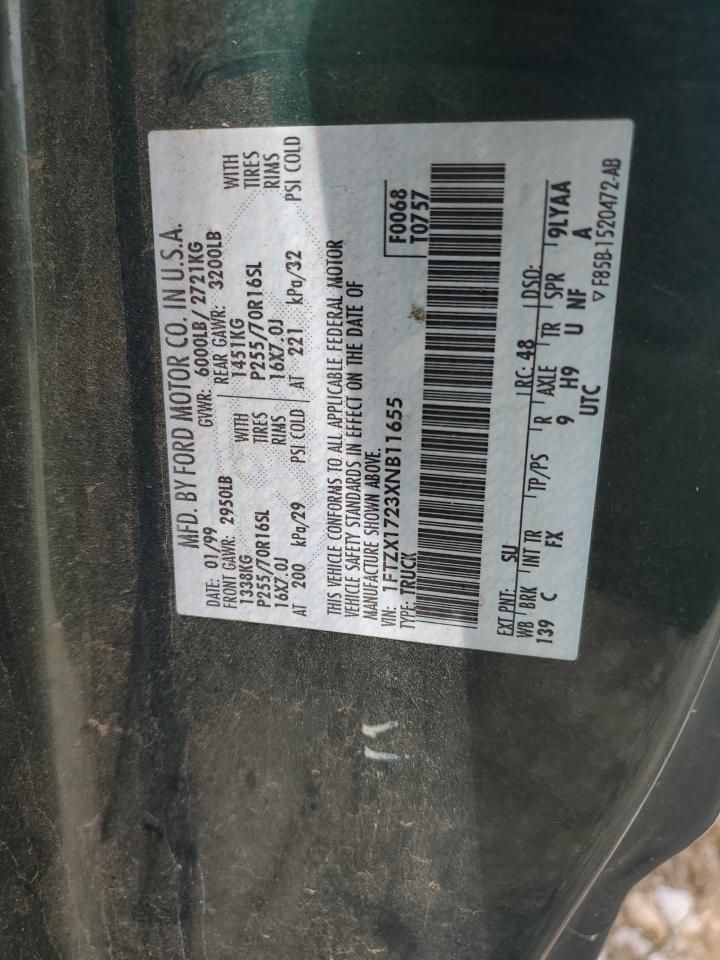 MFD. BY FORD MOTOR CO. IN U.S.A.
DATE: 01/99 GVWR: 6000LB/ 2721KG
FRONT GAWR: 2950LB REAR GAWR: 3200LB
1338KG WITH 1451KG WITH
P255/70R16SL TIRES P255/70R16SL TIRES
16X7.0J RIMS 16X7.0J RIMS
AT 200 kPa/29 PSI COLD AT 221 kPa/32 PSI COLD
THIS VEHICLE CONFORMS TO ALL APPLICABLE FEDERAL MOTOR
VEHICLE SAFETY STANDARDS IN EFFECT ON THE DATE OF
MANUFACTURE SHOWN ABOVE.
VIN: 1FTZX1723XNB11655 F0068
TYPE: TRUCK T0757
EXT PNT: SU RC: 48 DSO:
WB BRK INT TR TP/PS R AXLE TR SPR 9LYAA
139 C FX 9 H9 U NF A
UTC ▽ F85B-1520472-AB